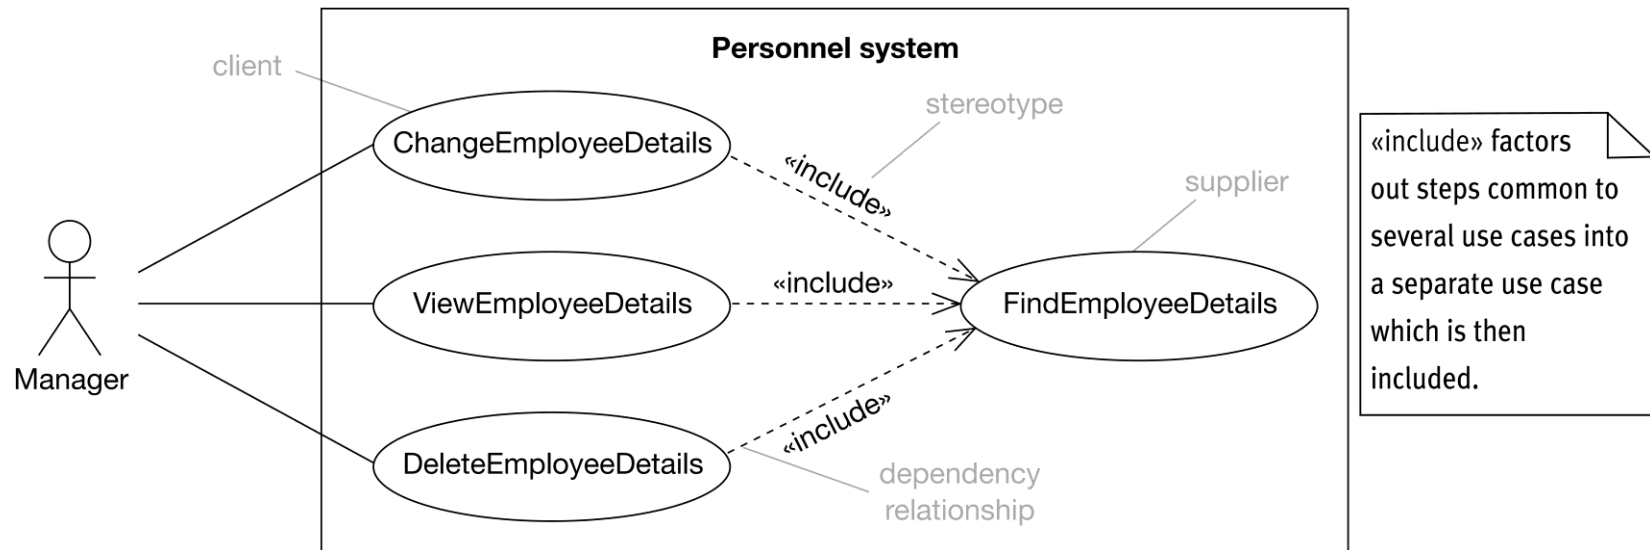 Personnel system
client
stereotype
ChangeEmployeeDetails
«include»
supplier
ViewEmployeeDetails
«include»
FindEmployeeDetails
Manager
DeleteEmployeeDetails
«include»
dependency
relationship
«include» factors
out steps common to
several use cases into
a separate use case
which is then
included.